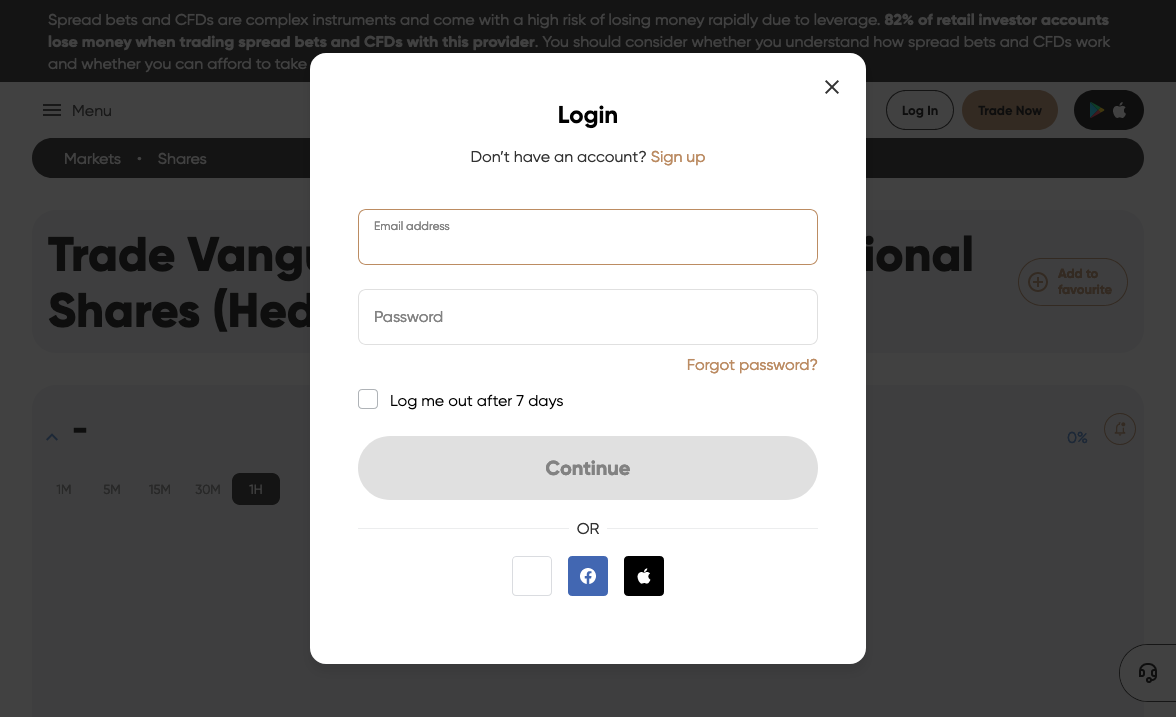 Spread bets and CFDs are complex instruments and come with a high risk of losing money rapidly due to leverage. 82% of retail investor accounts
lose money when trading spread bets and CFDs with this provider. You should consider whether you understand how spread bets and CFDs work
and whether you can afford to take
Menu
Log In
Trade Now
Markets • Shares
Trade Vangu
ional
Shares (Hed
Add to
favourite
-
0%
1M
5M
15M
30M
1H
Login
Don’t have an account? Sign up
Email address
Password
Forgot password?
Log me out after 7 days
Continue
OR